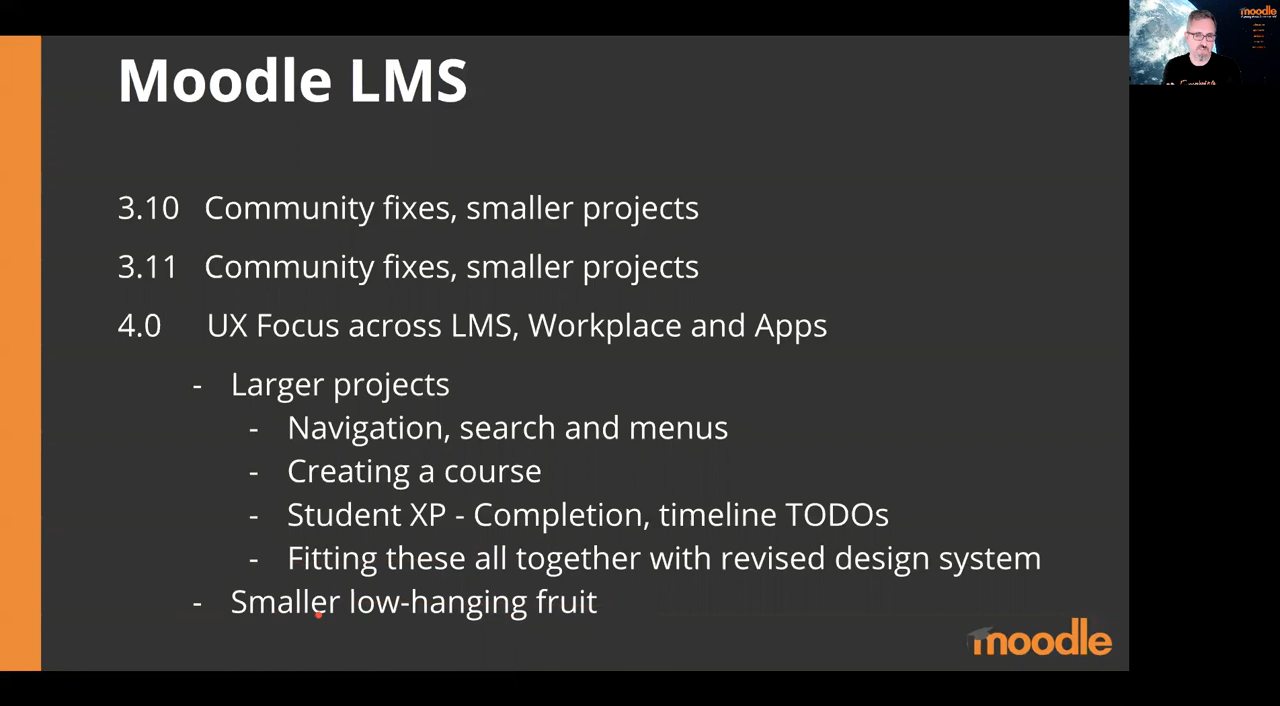 Moodle LMS
3.10 Community fixes, smaller projects
3.11 Community fixes, smaller projects
4.0 UX Focus across LMS, Workplace and Apps
- Larger projects
- Navigation, search and menus
- Creating a course
- Student XP - Completion, timeline TODOs
- Fitting these all together with revised design system
- Smaller low-hanging fruit
moodle
moodle